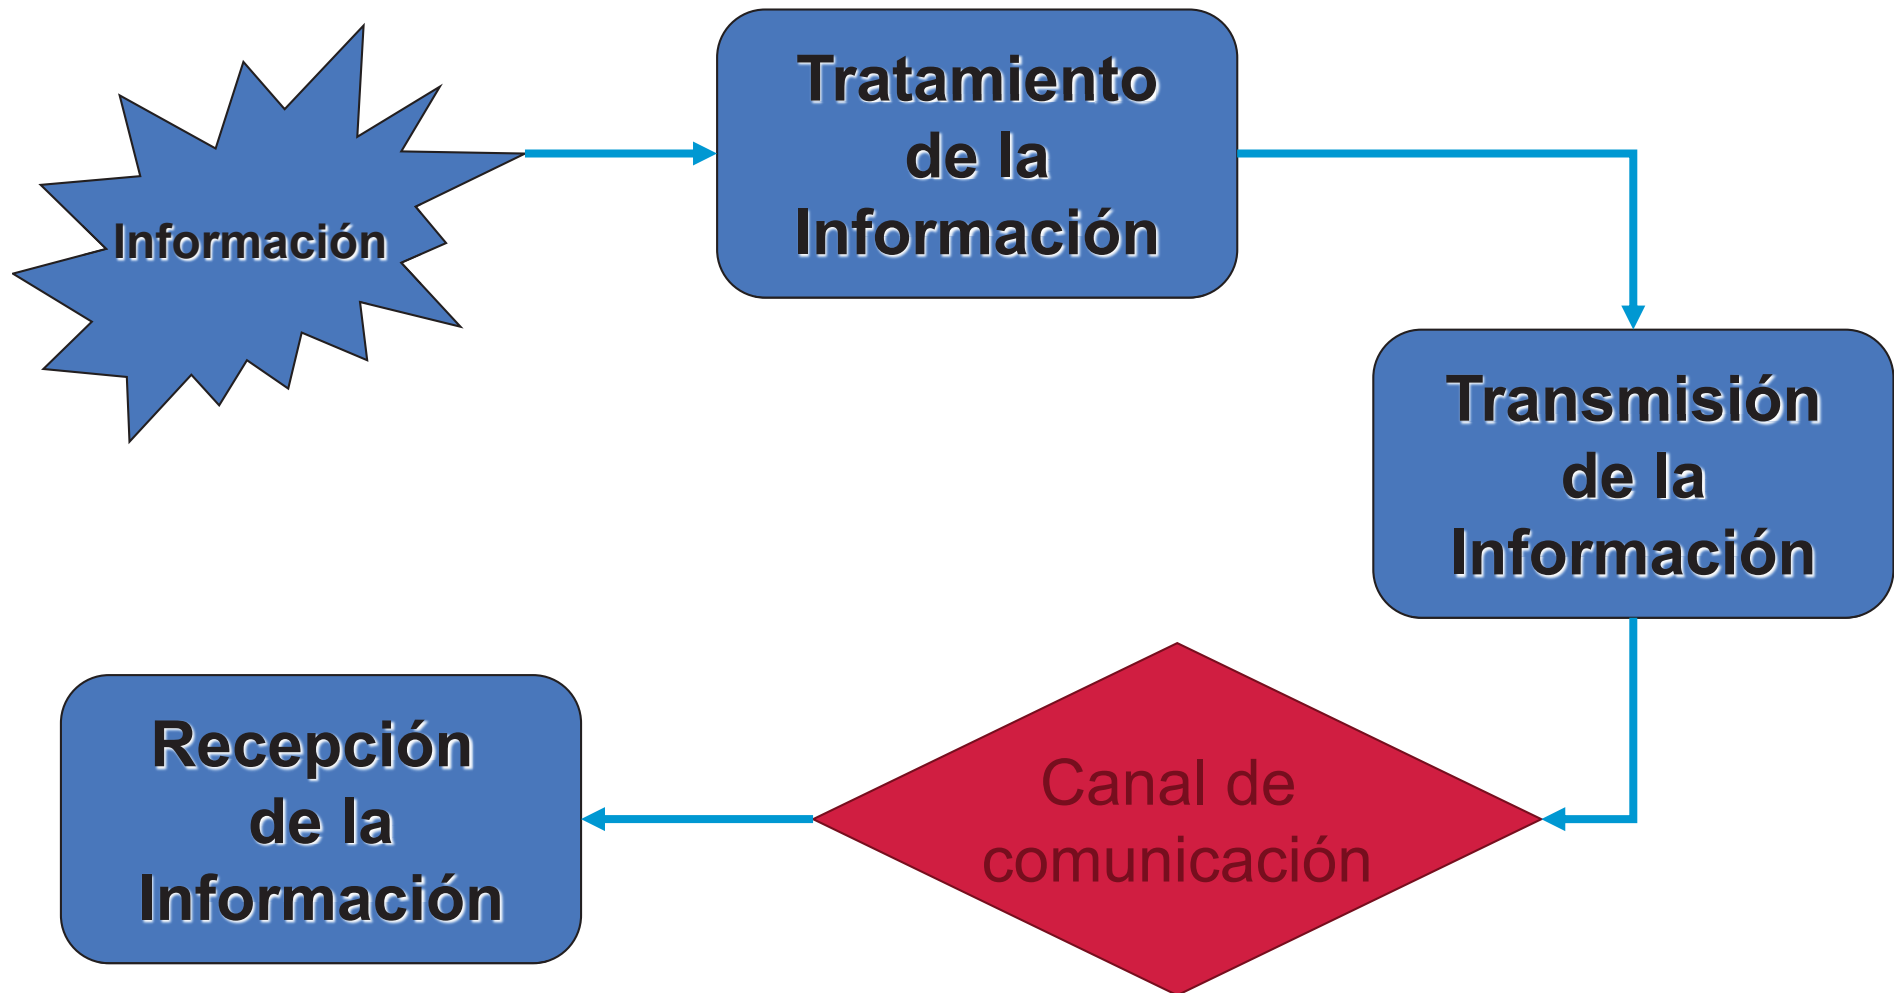 Información
Tratamiento
de la
Información
Transmisión
de la
Información
Canal de
comunicación
Recepción
de la
Información